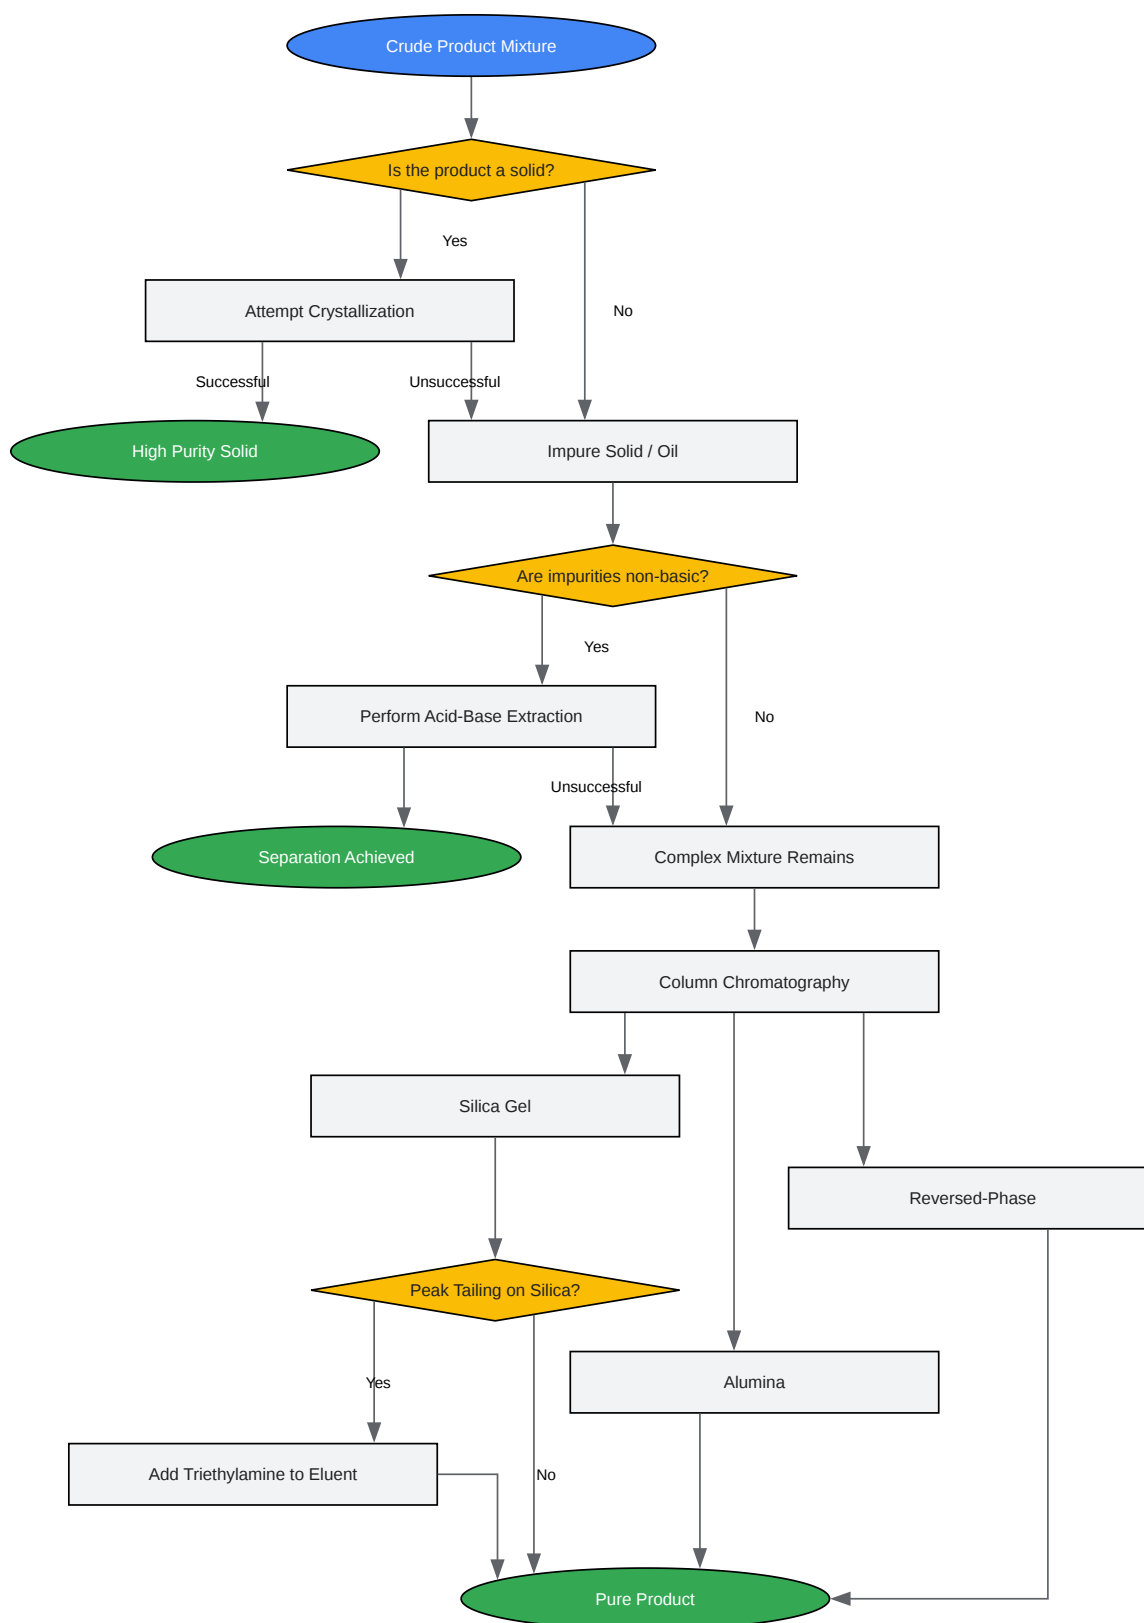 Crude Product Mixture
Is the product a solid?
Yes
Attempt Crystallization
No
Successful
Unsuccessful
High Purity Solid
Impure Solid / Oil
Are impurities non-basic?
Yes
Perform Acid-Base Extraction
No
Unsuccessful
Separation Achieved
Complex Mixture Remains
Column Chromatography
Silica Gel
Reversed-Phase
Peak Tailing on Silica?
Yes
Alumina
Add Triethylamine to Eluent
No
Pure Product